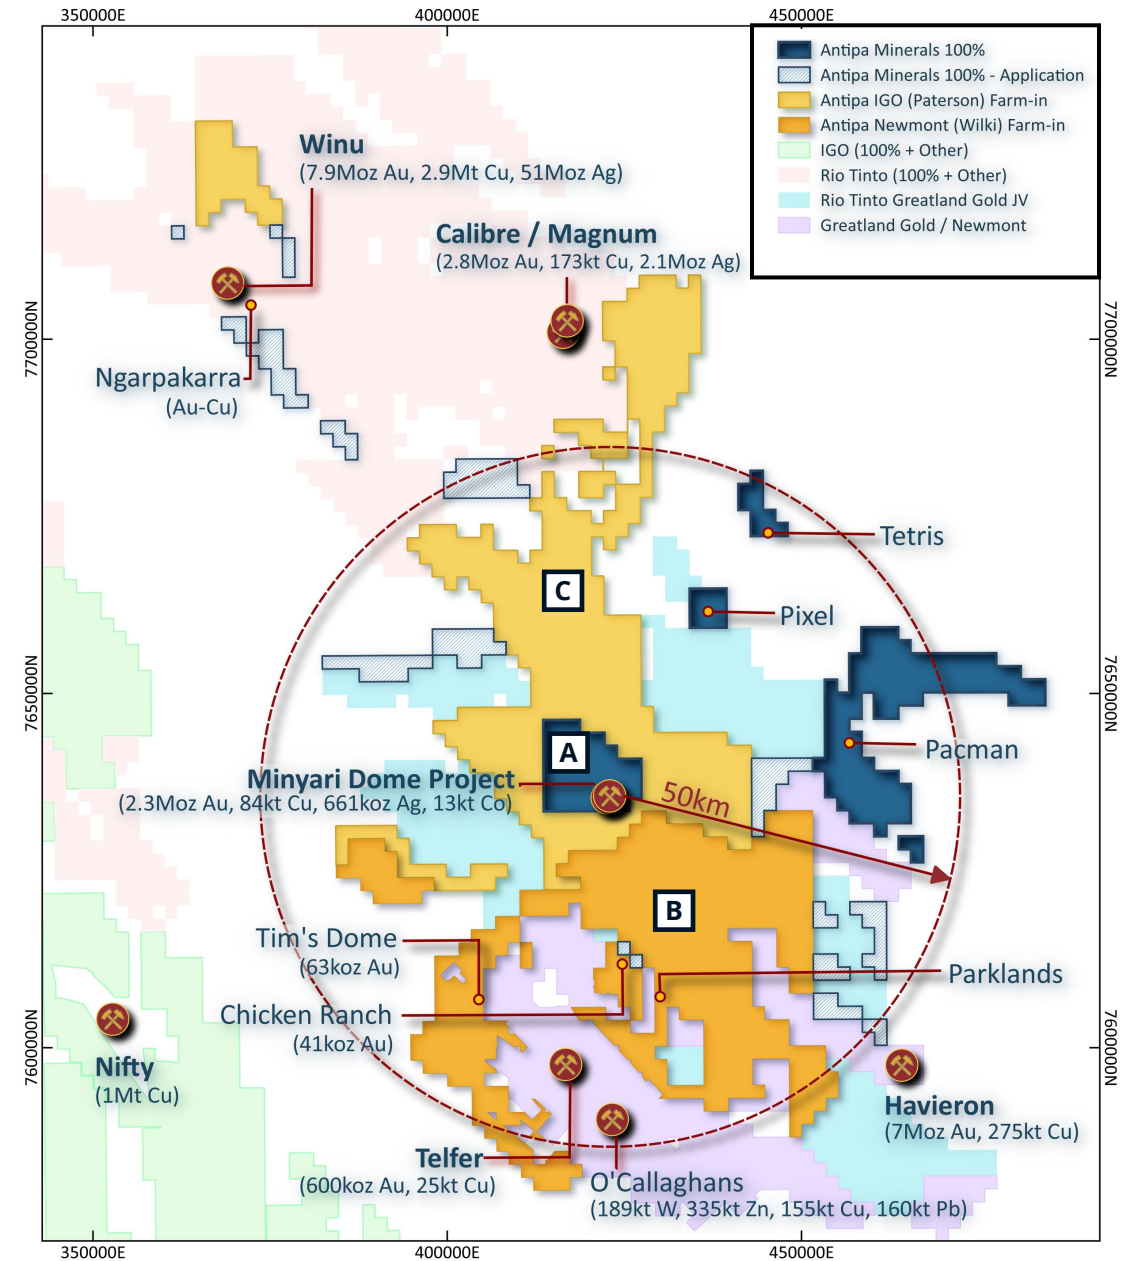 350000E
400000E
450000E
Antipa Minerals 100%
Antipa Minerals 100% - Application
Antipa IGO (Paterson) Farm-in
Antipa Newmont (Wilki) Farm-in
IGO (100% + Other)
Rio Tinto (100% + Other)
Rio Tinto Greatland Gold JV
Greatland Gold / Newmont
Winu
(7.9Moz Au, 2.9Mt Cu, 51Moz Ag)
Calibre / Magnum
(2.8Moz Au, 173kt Cu, 2.1Moz Ag)
7700000N
7700000N
Ngarpakarra
(Au-Cu)
Tetris
C
Pixel
7650000N
7650000N
A
Pacman
Minyari Dome Project
(2.3Moz Au, 84kt Cu, 661koz Ag, 13kt Co)
50km
B
Tim's Dome
(63koz Au)
Parklands
Chicken Ranch
(41koz Au)
7600000N
7600000N
Nifty
(1Mt Cu)
Havieron
(7Moz Au, 275kt Cu)
Telfer
(600koz Au, 25kt Cu)
O'Callaghans
(189kt W, 335kt Zn, 155kt Cu, 160kt Pb)
350000E
400000E
450000E